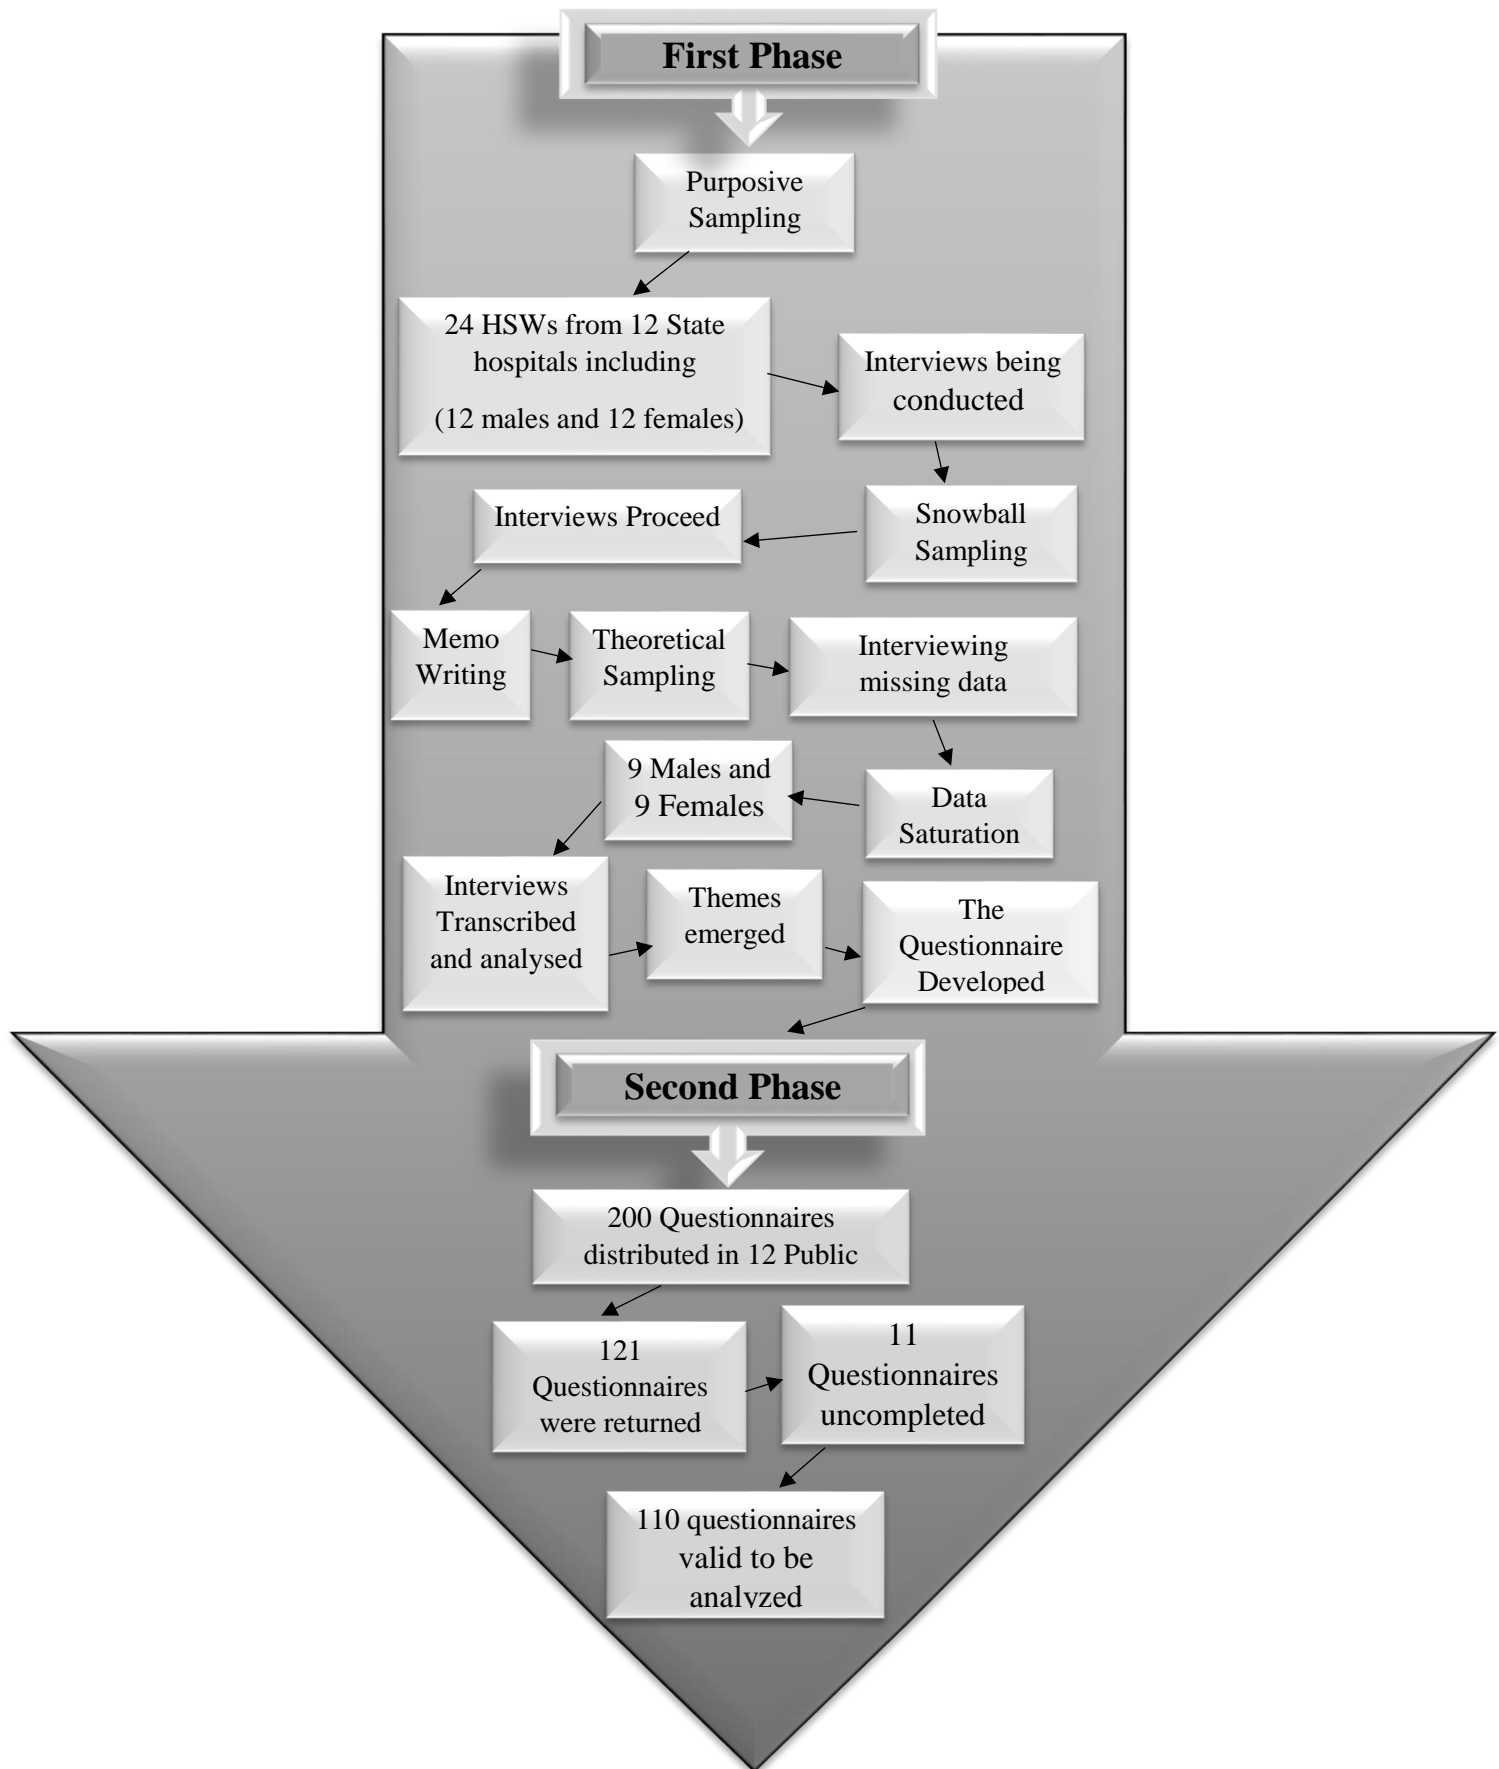 First Phase
Purposive
Sampling
24 HSWs from 12 State
hospitals including
(12 males and 12 females)
Interviews being
conducted
Snowball
Sampling
Interviews Proceed
Memo
Writing
Theoretical
Sampling
Interviewing
missing data
Data
Saturation
9 Males and
9 Females
Interviews
Transcribed
and analysed
Themes
emerged
The
Questionnaire
Developed
Second Phase
200 Questionnaires
distributed in 12 Public
121
Questionnaires
were returned
11
Questionnaires
uncompleted
110 questionnaires
valid to be
analyzed